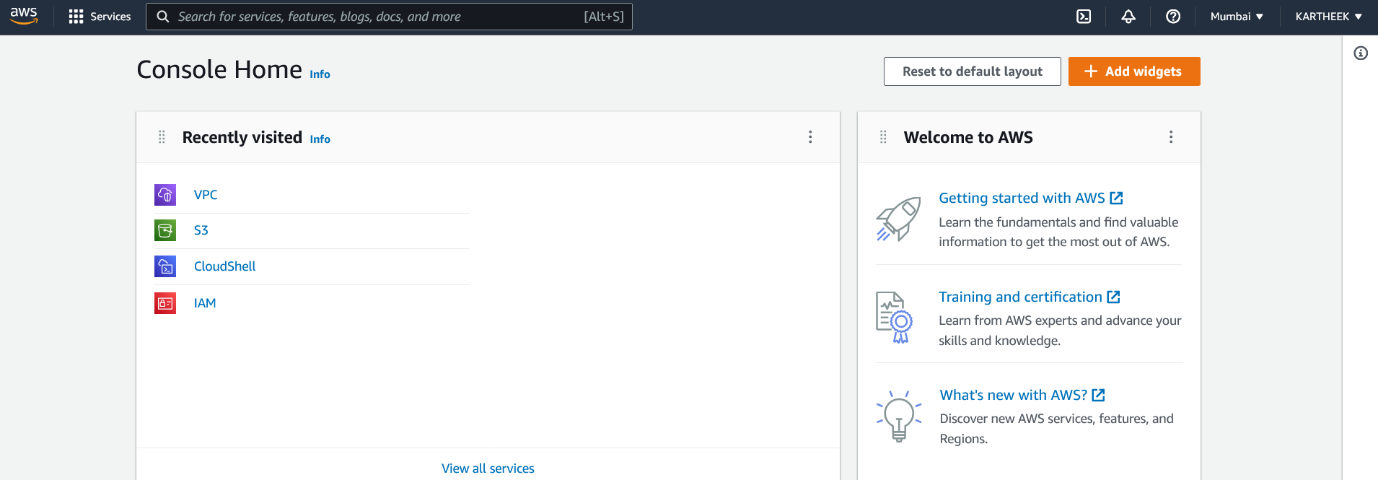 aws
Services
Search for services, features, blogs, docs, and more
[Alt+S]
Mumbai
KARTHEEK
Console Home
Info
Reset to default layout
Add widgets
Recently visited
Info
VPC
S3
CloudShell
IAM
View all services
Welcome to AWS
Getting started with AWS
Learn the fundamentals and find valuable
information to get the most out of AWS.
Training and certification
Learn from AWS experts and advance your
skills and knowledge.
What's new with AWS?
Discover new AWS services, features, and
Regions.